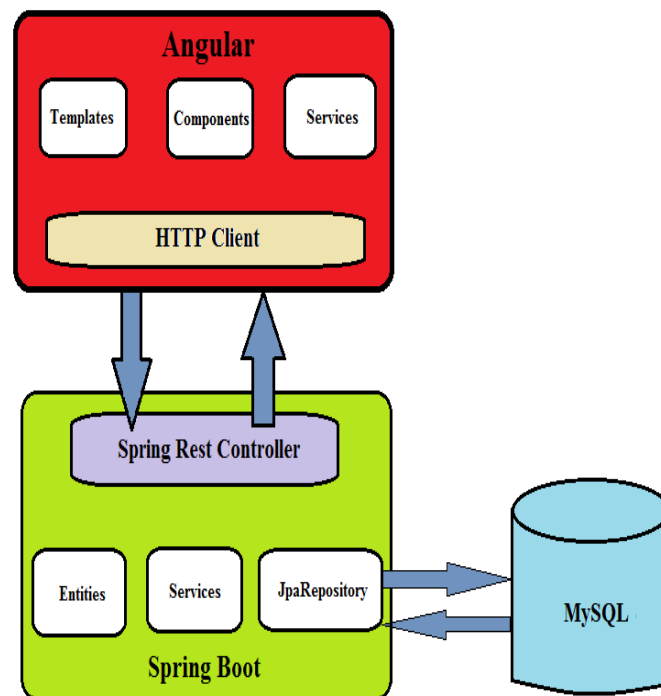 Angular
Templates
Components
Services
HTTP Client
Spring Rest Controller
Entities
Services
JpaRepository
MySQL
Spring Boot